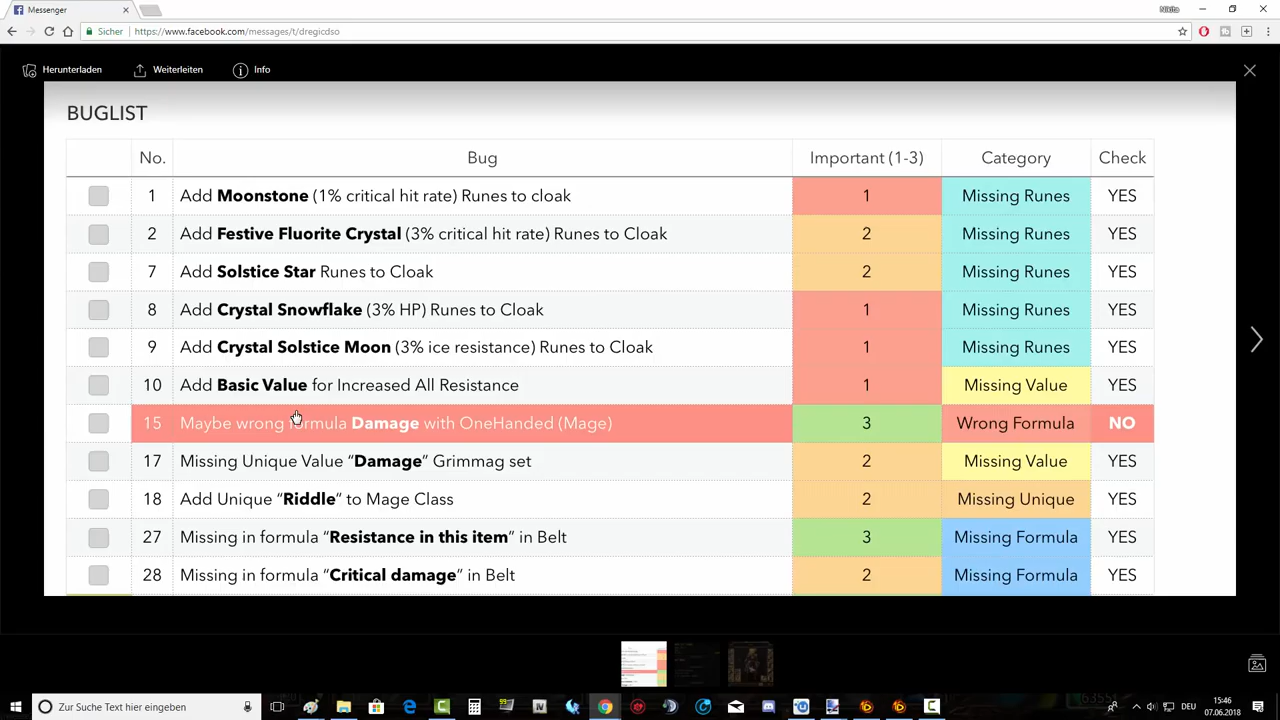 Messenger
Nikita
Sicher https://www.facebook.com/messages/t/dregicdso
Herunterladen Weiterleiten Info
BUGLIST
No. Bug Important (1-3) Category Check
1 Add Moonstone (1% critical hit rate) Runes to cloak 1 Missing Runes YES
2 Add Festive Fluorite Crystal (3% critical hit rate) Runes to Cloak 2 Missing Runes YES
7 Add Solstice Star Runes to Cloak 2 Missing Runes YES
8 Add Crystal Snowflake (3% HP) Runes to Cloak 1 Missing Runes YES
9 Add Crystal Solstice Moon (3% ice resistance) Runes to Cloak 1 Missing Runes YES
10 Add Basic Value for Increased All Resistance 1 Missing Value YES
15 Maybe wrong formula Damage with OneHanded (Mage) 3 Wrong Formula NO
17 Missing Unique Value “Damage” Grimmag set 2 Missing Value YES
18 Add Unique “Riddle” to Mage Class 2 Missing Unique YES
27 Missing in formula “Resistance in this item” in Belt 3 Missing Formula YES
28 Missing in formula “Critical damage” in Belt 2 Missing Formula YES
Zur Suche Text hier eingeben
DEU
15:46
07.06.2018